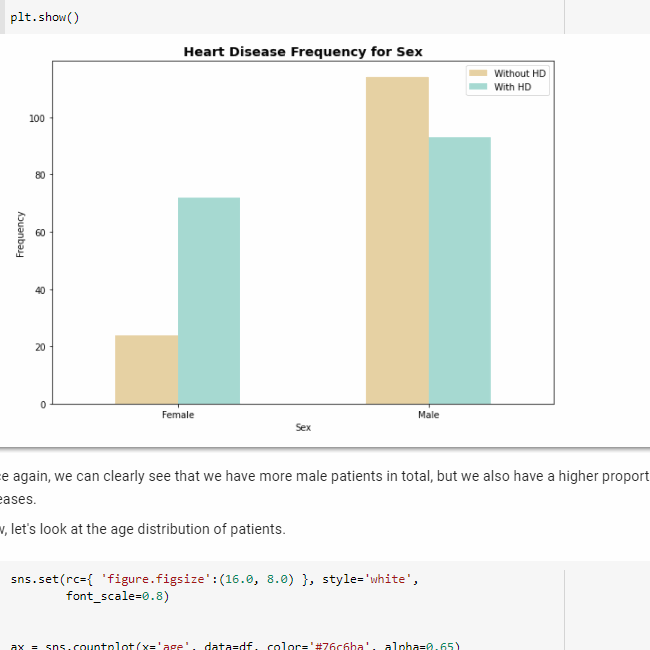 plt.show()
Heart Disease Frequency for Sex
Without HD
With HD
100
80
60
40
20
0
Frequency
Female
Male
Sex
again, we can clearly see that we have more male patients in total, but we also have a higher
let's look at the age distribution of patients.
sns.set(rc={ 'figure.figsize':(16.0, 8.0) }, style='white',
font_scale=0.8)
ax = sns.countplot(x='age', data=df, color='#76c6ba', alpha=0.65)